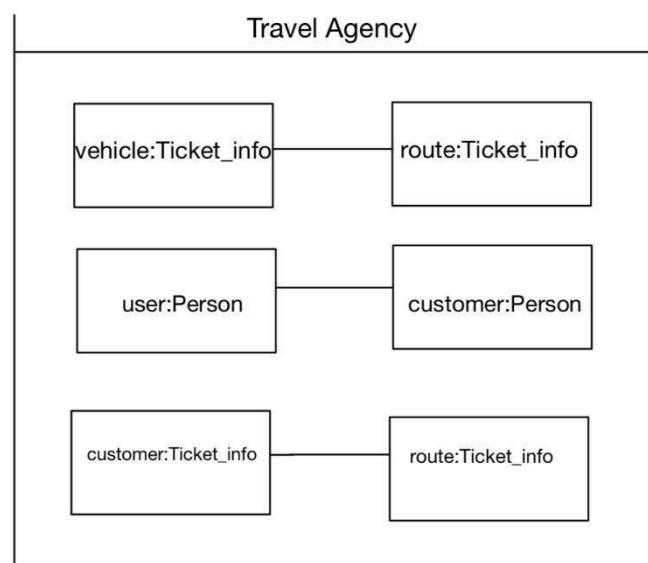 Travel Agency
vehicle:Ticket_info
route:Ticket_info
user:Person
customer:Person
customer:Ticket_info
route:Ticket_info